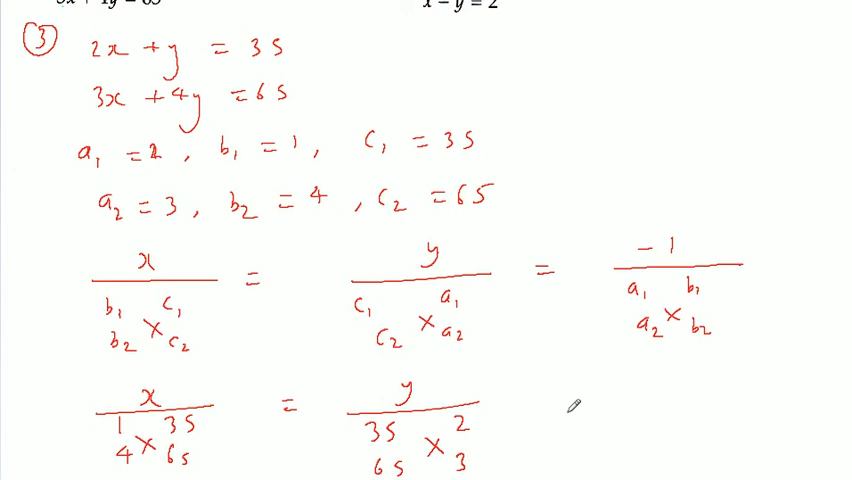 x − y = 2
③ 2x + y = 35
3x + 4y = 65
a₁ = 2, b₁ = 1, c₁ = 35
a₂ = 3, b₂ = 4, c₂ = 65
x = y = −1
b₁ c₁ c₁ a₁ a₁ b₁
b₂ × c₂ c₂ × a₂ a₂ × b₂
x = y
1 35 35 2
4 × 65 65 × 3